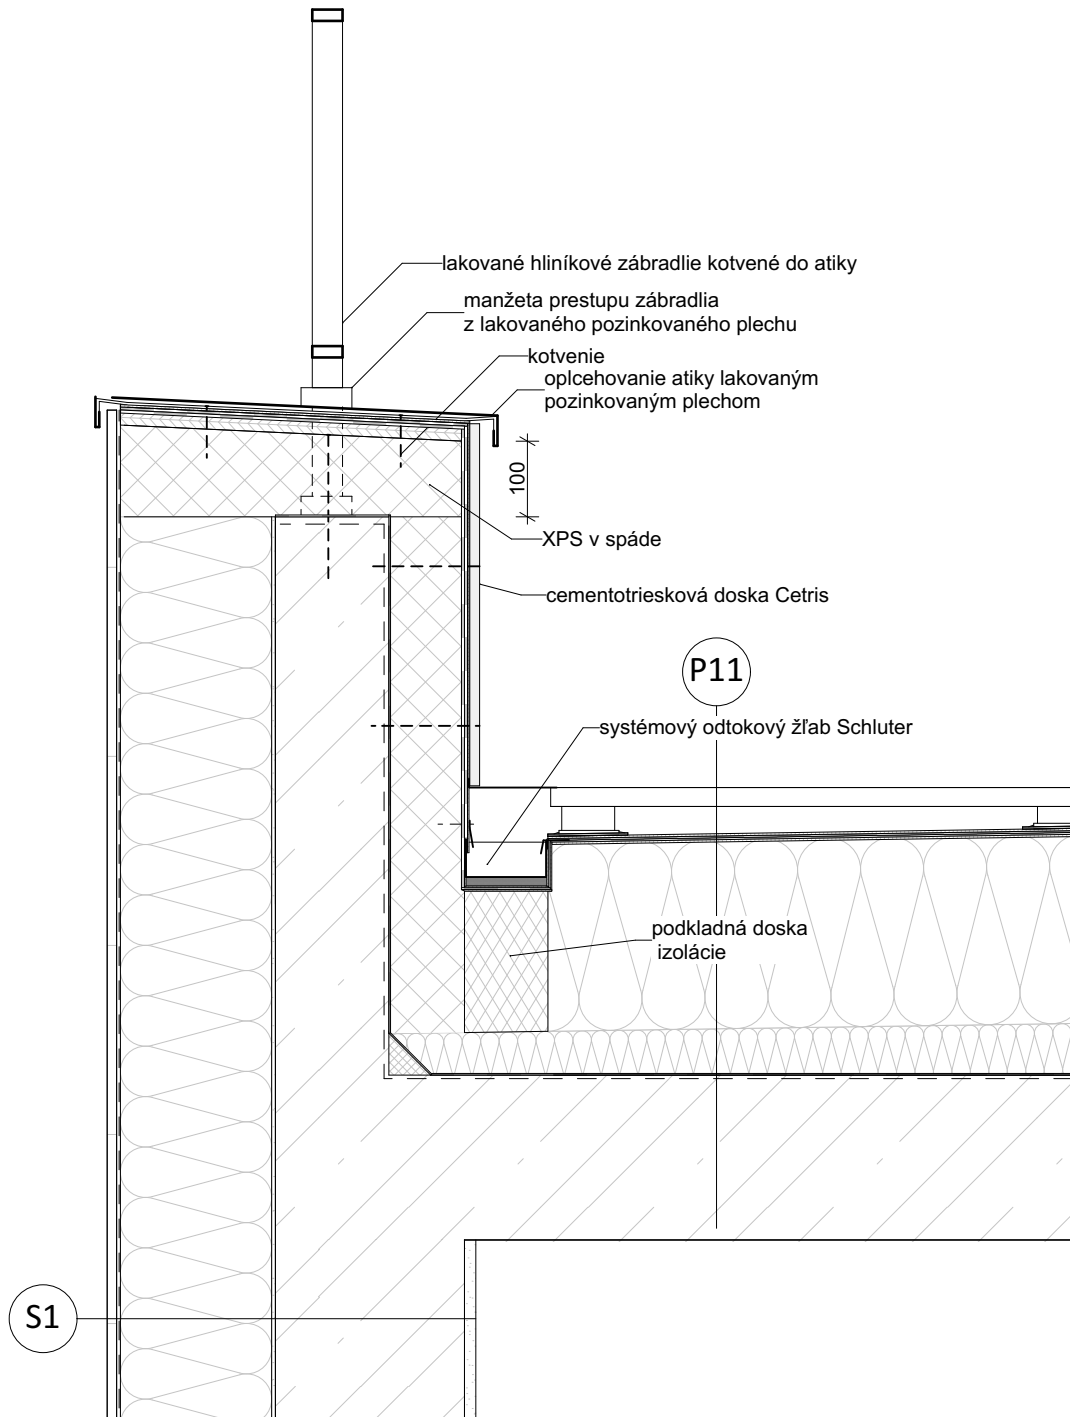 lakované hliníkové zábradlie kotvené do atiky
manžeta prestupu zábradlia
z lakovaného pozinkovaného plechu
kotvenie
oplcehovanie atiky lakovaným
pozinkovaným plechom
100
XPS v spáde
cementotriesková doska Cetris
P11
systémový odtokový žľab Schluter
podkladná doska
izolácie
S1